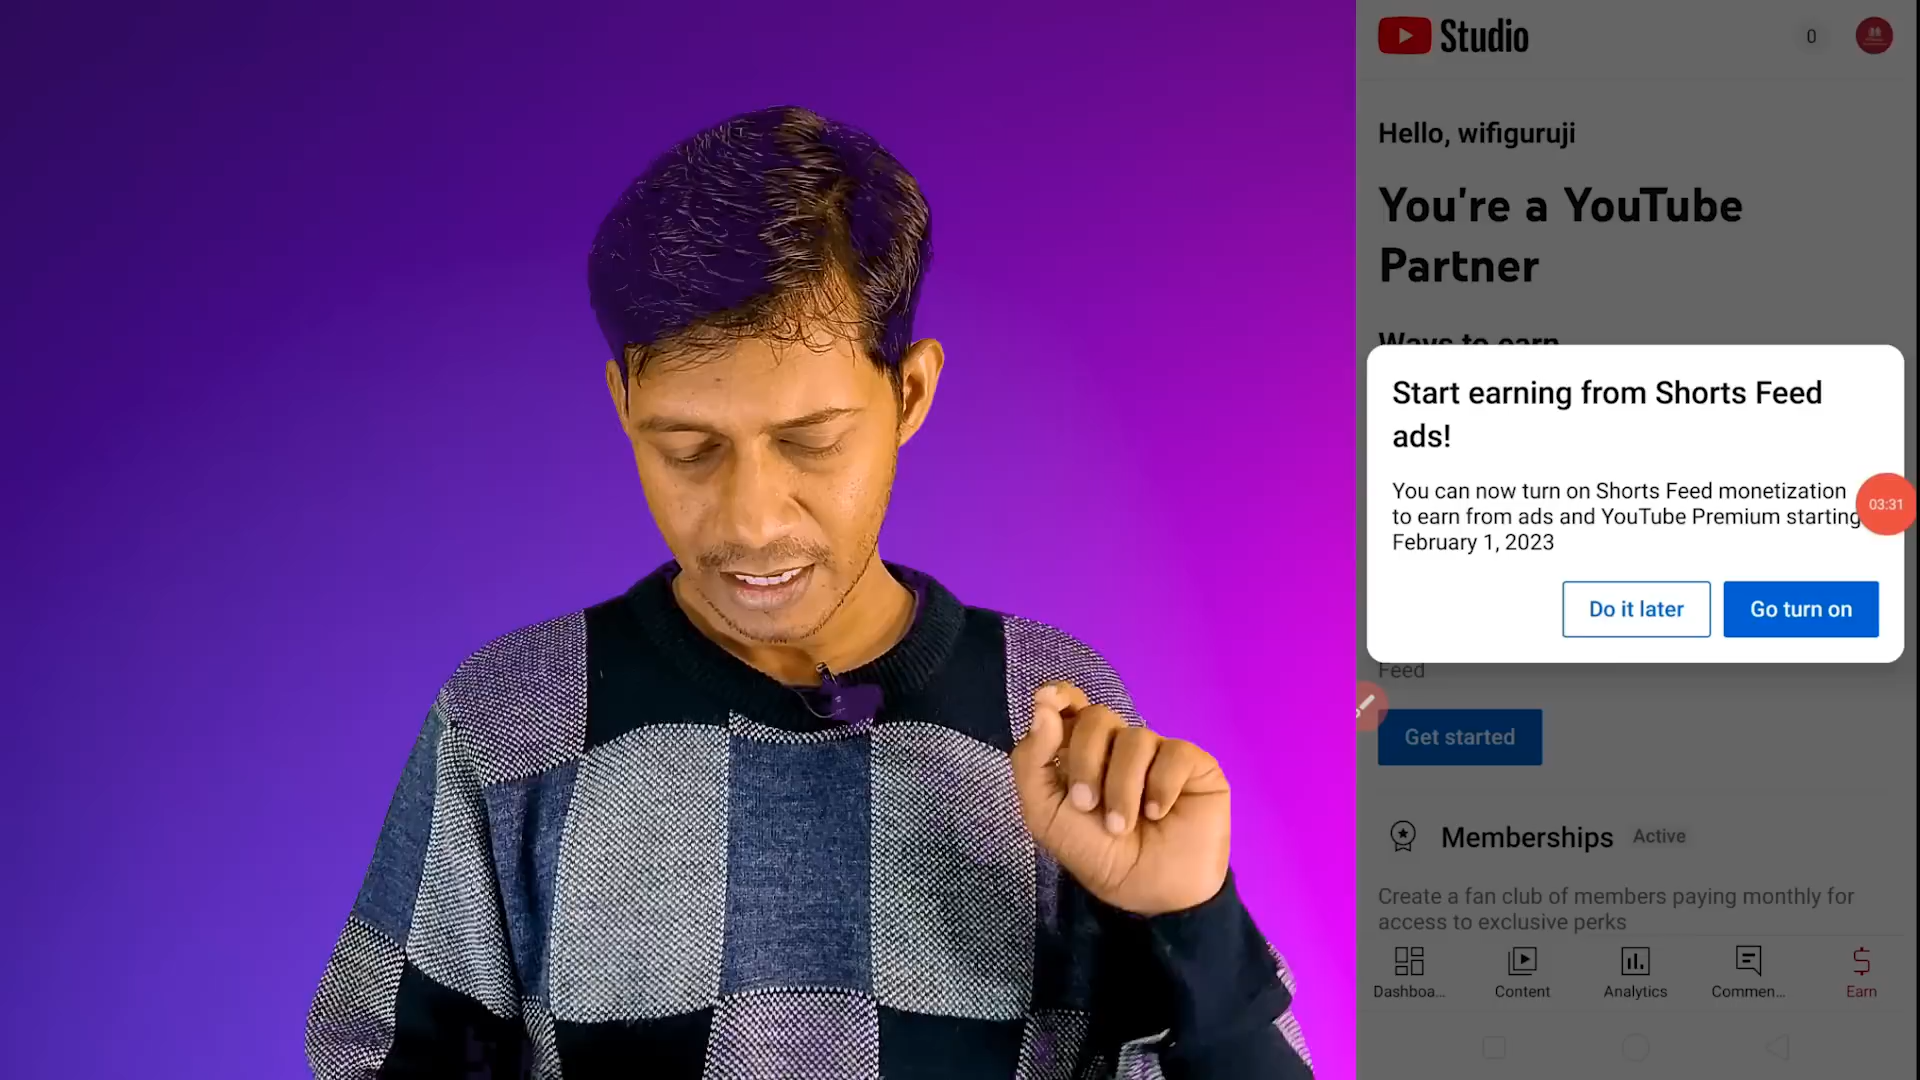 Studio
0
Hello, wifiguruji
You're a YouTube
Partner
Ways to earn
Start earning from Shorts Feed
ads!
You can now turn on Shorts Feed monetization
to earn from ads and YouTube Premium starting
February 1, 2023
03:31
Do it later
Go turn on
Feed
Get started
Memberships
Active
Create a fan club of members paying monthly for
access to exclusive perks
Dashboa...
Content
Analytics
Commen...
Earn